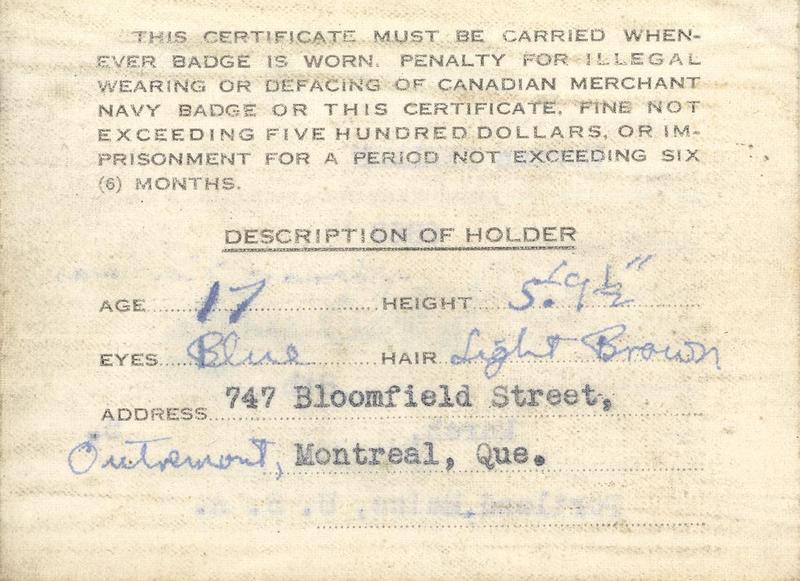 THIS CERTIFICATE MUST BE CARRIED WHEN-
EVER BADGE IS WORN. PENALTY FOR ILLEGAL
WEARING OR DEFACING OF CANADIAN MERCHANT
NAVY BADGE OR THIS CERTIFICATE, FINE NOT
EXCEEDING FIVE HUNDRED DOLLARS, OR IM-
PRISONMENT FOR A PERIOD NOT EXCEEDING SIX
(6) MONTHS.
DESCRIPTION OF HOLDER
AGE 17 HEIGHT 5'.9½"
EYES Blue HAIR Light Brown
ADDRESS 747 Bloomfield Street,
Outremont, Montreal, Que.